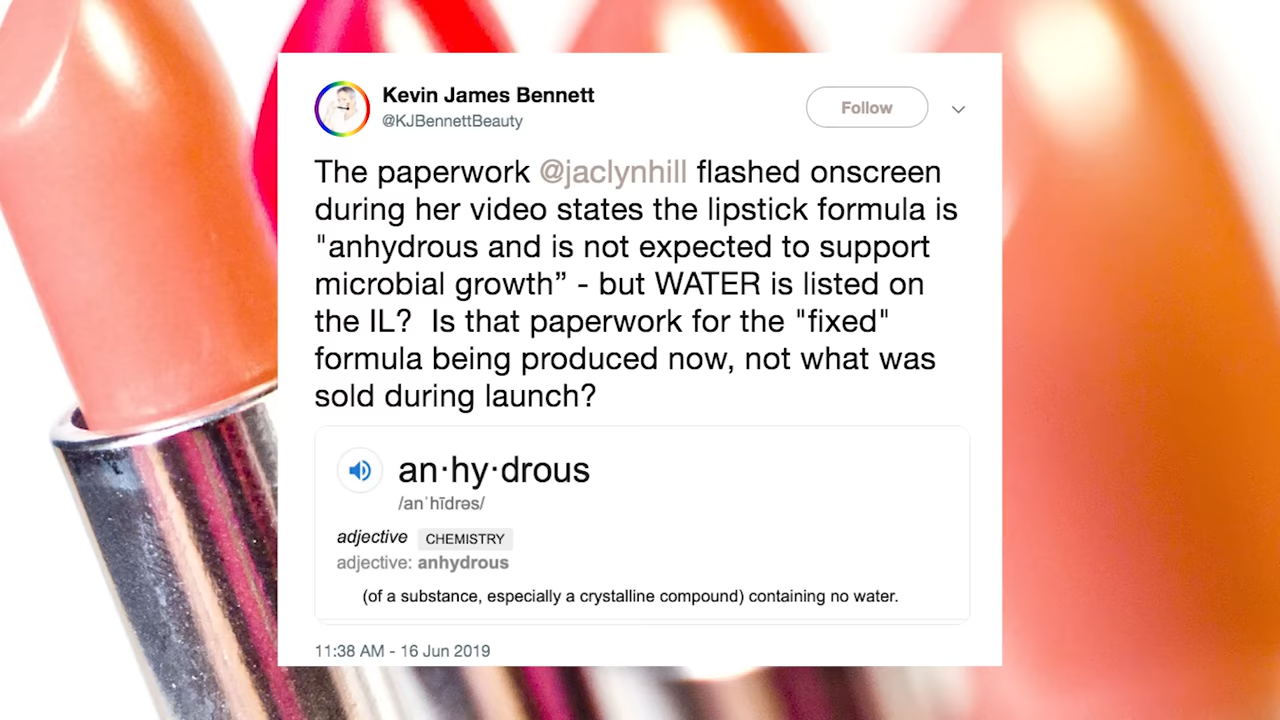 Kevin James Bennett
@KJBennettBeauty
Follow
The paperwork @jaclynhill flashed onscreen
during her video states the lipstick formula is
"anhydrous and is not expected to support
microbial growth” - but WATER is listed on
the IL?  Is that paperwork for the "fixed"
formula being produced now, not what was
sold during launch?
an·hy·drous
/anˈhīdrəs/
adjective CHEMISTRY
adjective: anhydrous
(of a substance, especially a crystalline compound) containing no water.
11:38 AM - 16 Jun 2019